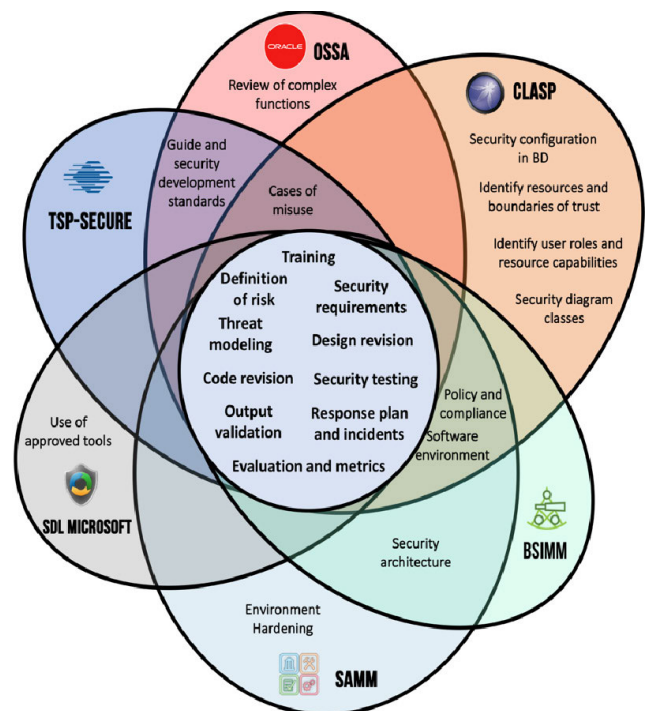 ORACLE
OSSA
Review of complex
functions
CLASP
Security configuration
in BD
Identify resources and
boundaries of trust
Identify user roles and
resource capabilities
Security diagram
classes
Guide and
security
development
standards
TSP-SECURE
Cases of
misuse
Training
Definition
of risk
Security
requirements
Threat
modeling
Design revision
Code revision
Security testing
Output
validation
Response plan
and incidents
Evaluation and metrics
Policy and
compliance
Software
environment
Use of
approved tools
SDL MICROSOFT
BSIMM
Security
architecture
Environment
Hardening
SAMM